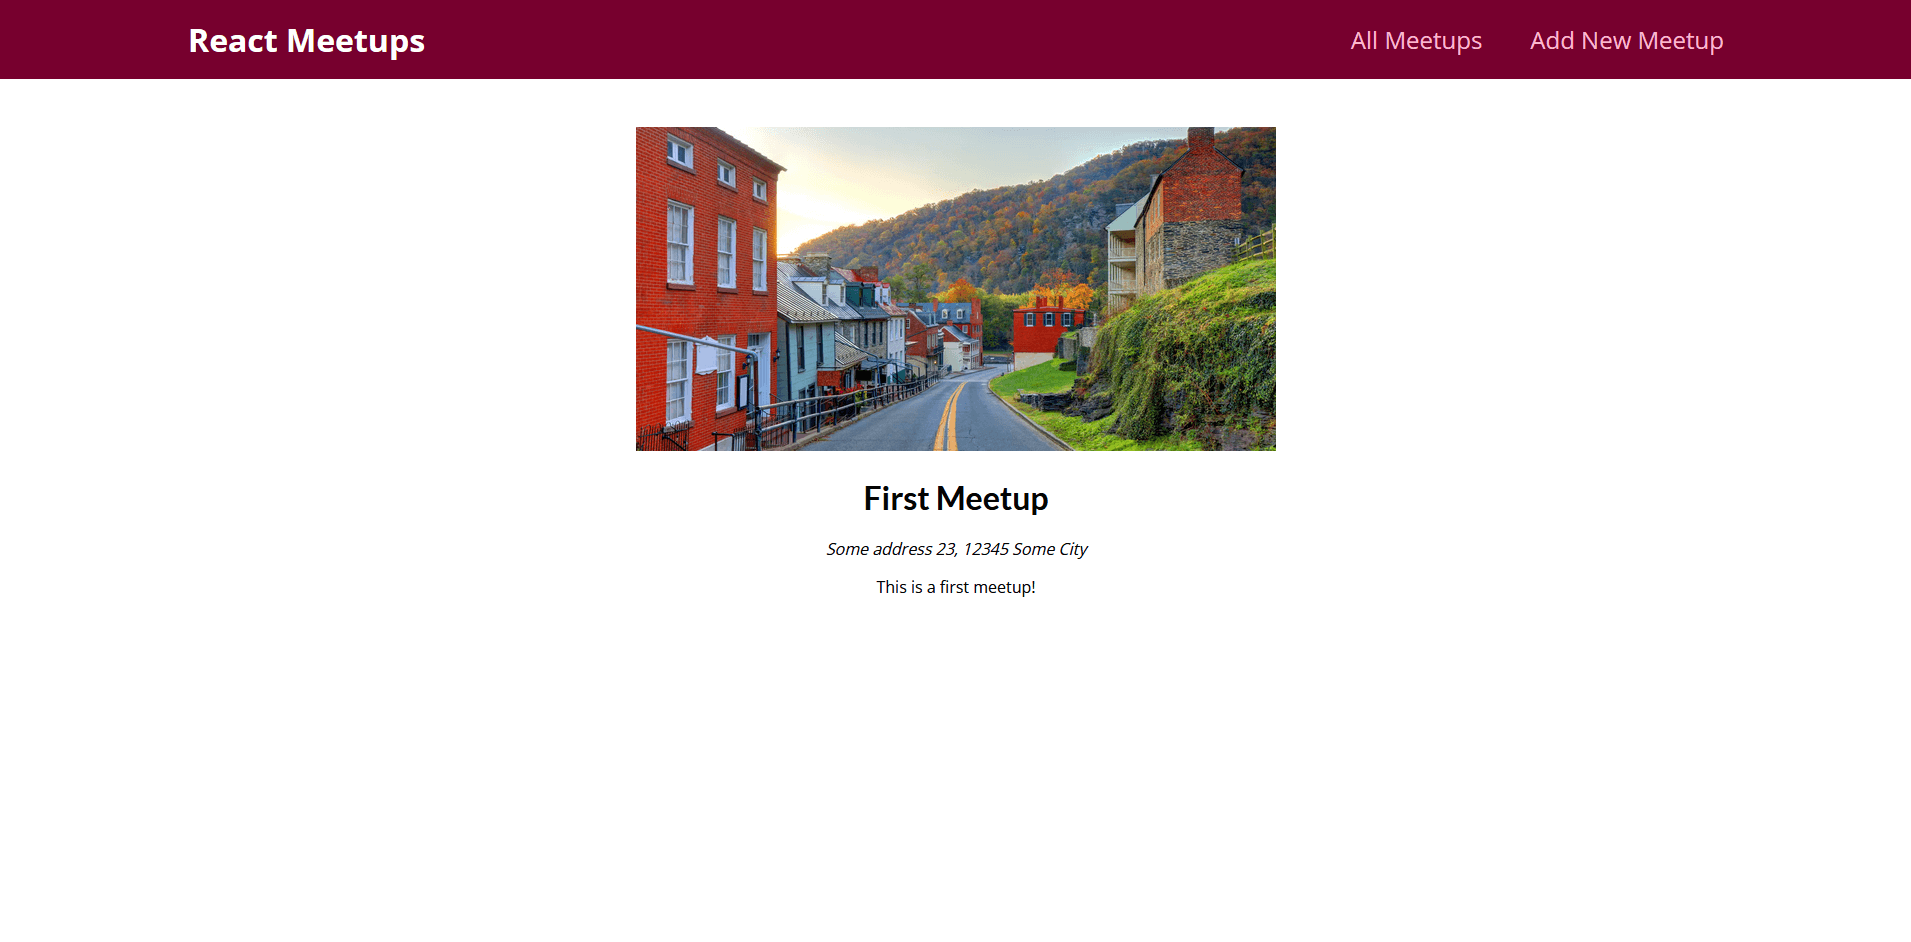 React Meetups
All Meetups
Add New Meetup
First Meetup
Some address 23, 12345 Some City
This is a first meetup!